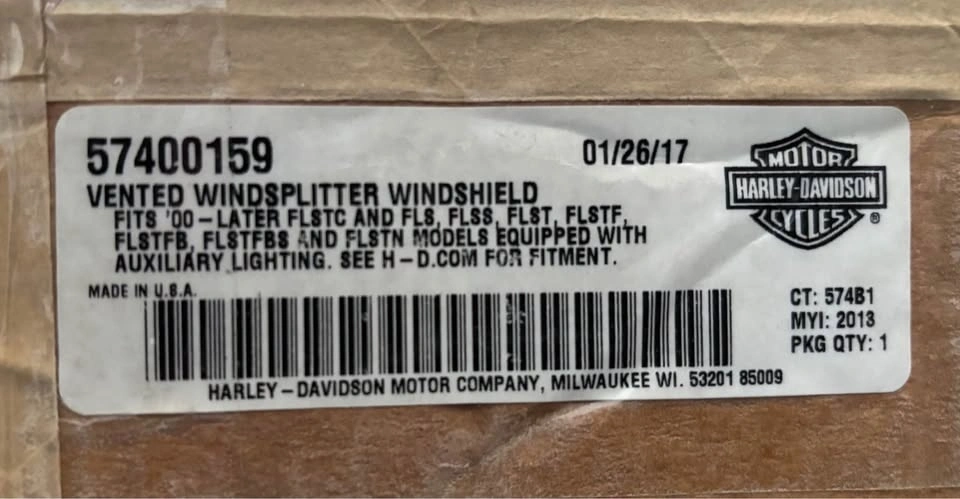 57400159
01/26/17
VENTED WINDSPLITTER WINDSHIELD
FITS '00 – LATER FLSTC AND FLS, FLSS, FLST, FLSTF,
FLSTFB, FLSTFBS AND FLSTN MODELS EQUIPPED WITH
AUXILIARY LIGHTING. SEE H – D.COM FOR FITMENT.
MOTOR
HARLEY-DAVIDSON
CYCLES
®
MADE IN U.S.A.
CT: 574B1
MYI: 2013
PKG QTY: 1
HARLEY – DAVIDSON MOTOR COMPANY, MILWAUKEE WI. 53201 85009